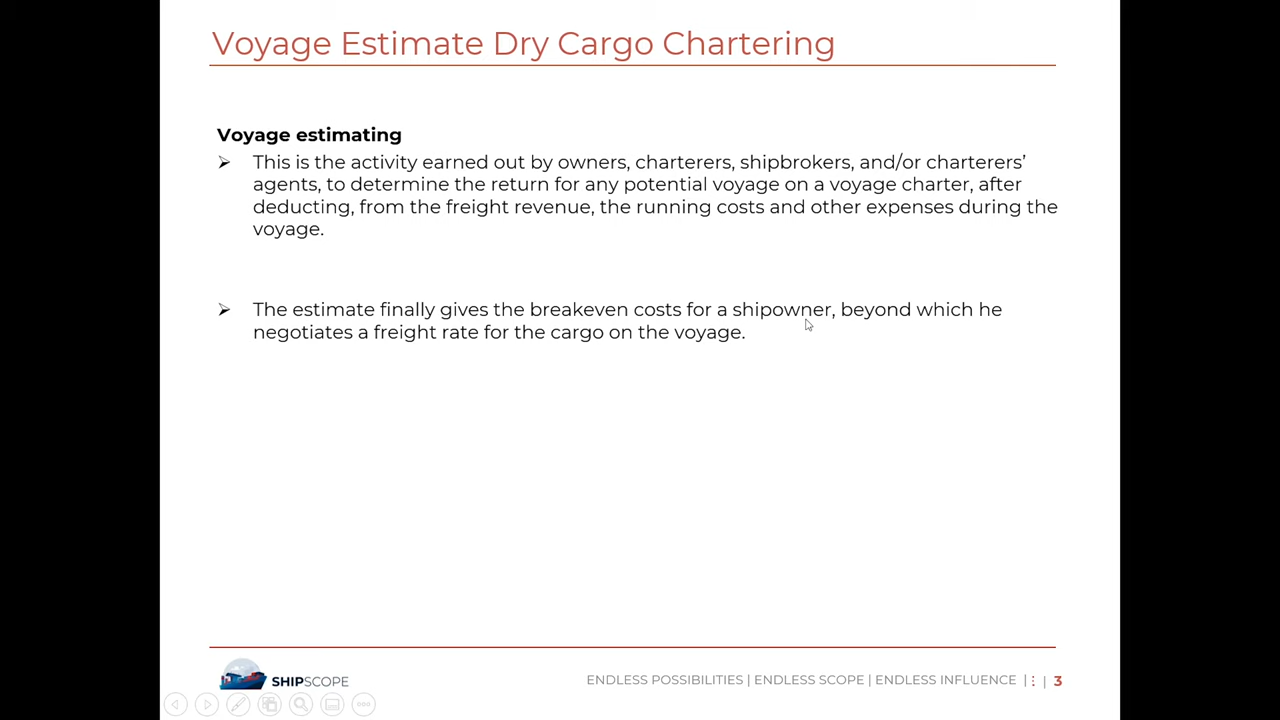 Voyage Estimate Dry Cargo Chartering
Voyage estimating
This is the activity earned out by owners, charterers, shipbrokers, and/or charterers’
agents, to determine the return for any potential voyage on a voyage charter, after
deducting, from the freight revenue, the running costs and other expenses during the
voyage.
The estimate finally gives the breakeven costs for a shipowner, beyond which he
negotiates a freight rate for the cargo on the voyage.
SHIPSCOPE
ENDLESS POSSIBILITIES | ENDLESS SCOPE | ENDLESS INFLUENCE | ⋮ | 3